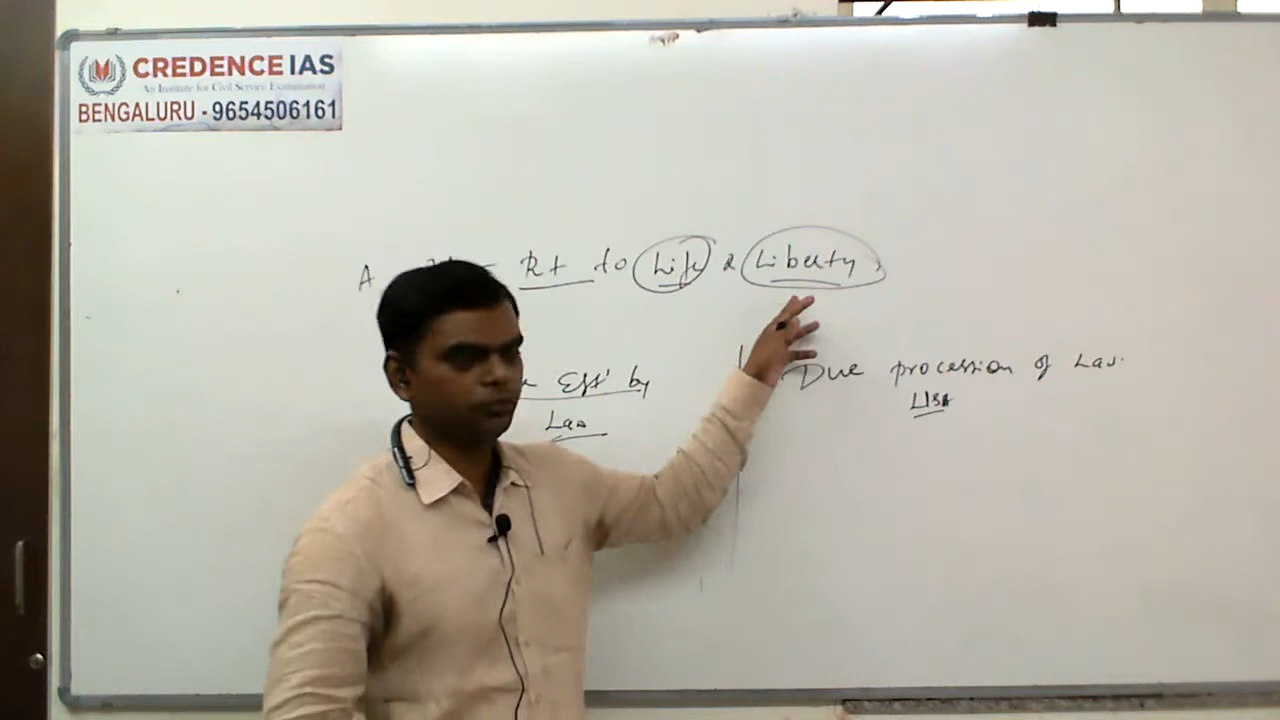 CREDENCE IAS
An Institute for Civil Service Examination
BENGALURU - 9654506161
A - Rt to Life & Liberty,
Est' by
Law
Due procession of Law.
USA